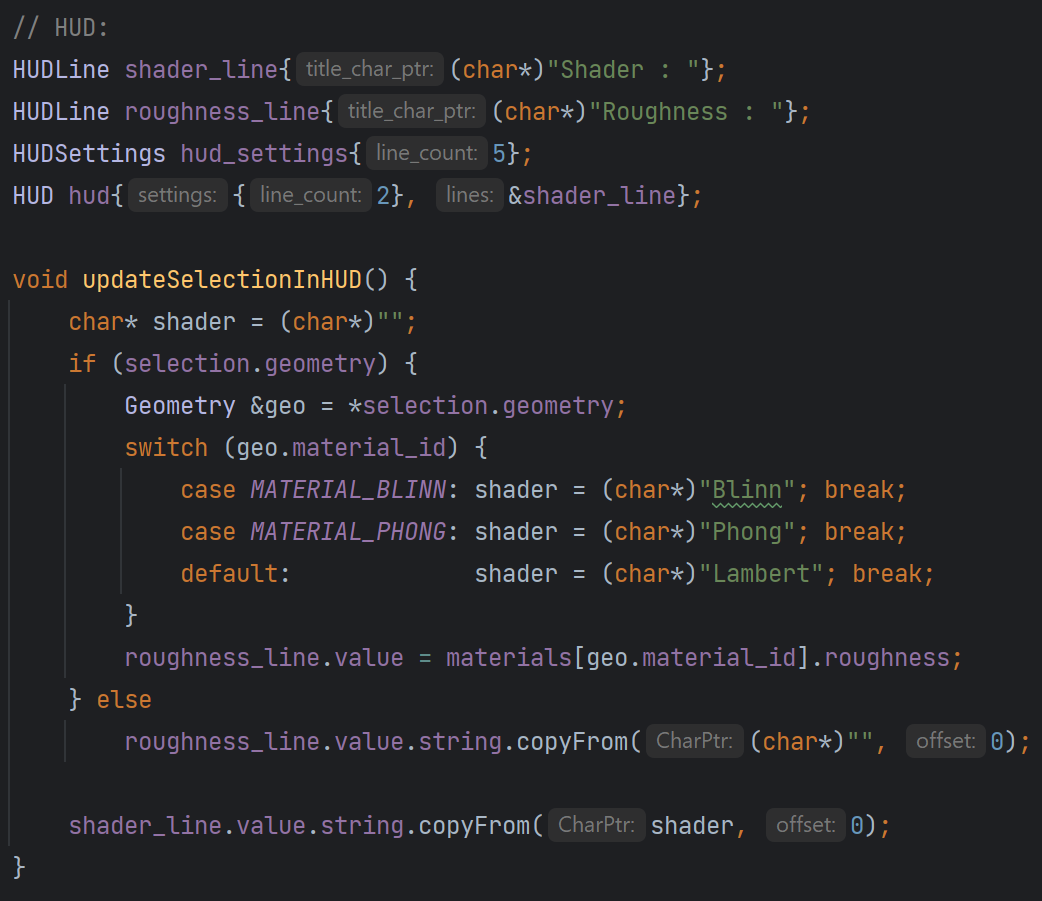 // HUD:
HUDLine shader_line{ title_char_ptr: (char*)"Shader : "};
HUDLine roughness_line{ title_char_ptr: (char*)"Roughness : "};
HUDSettings hud_settings{ line_count: 5};
HUD hud{ settings: { line_count: 2}, lines: &shader_line};
void updateSelectionInHUD() {
    char* shader = (char*)"";
    if (selection.geometry) {
        Geometry &geo = *selection.geometry;
        switch (geo.material_id) {
            case MATERIAL_BLINN: shader = (char*)"Blinn"; break;
            case MATERIAL_PHONG: shader = (char*)"Phong"; break;
            default:             shader = (char*)"Lambert"; break;
        }
        roughness_line.value = materials[geo.material_id].roughness;
    } else
        roughness_line.value.string.copyFrom( CharPtr: (char*)"", offset: 0);
    shader_line.value.string.copyFrom( CharPtr: shader, offset: 0);
}